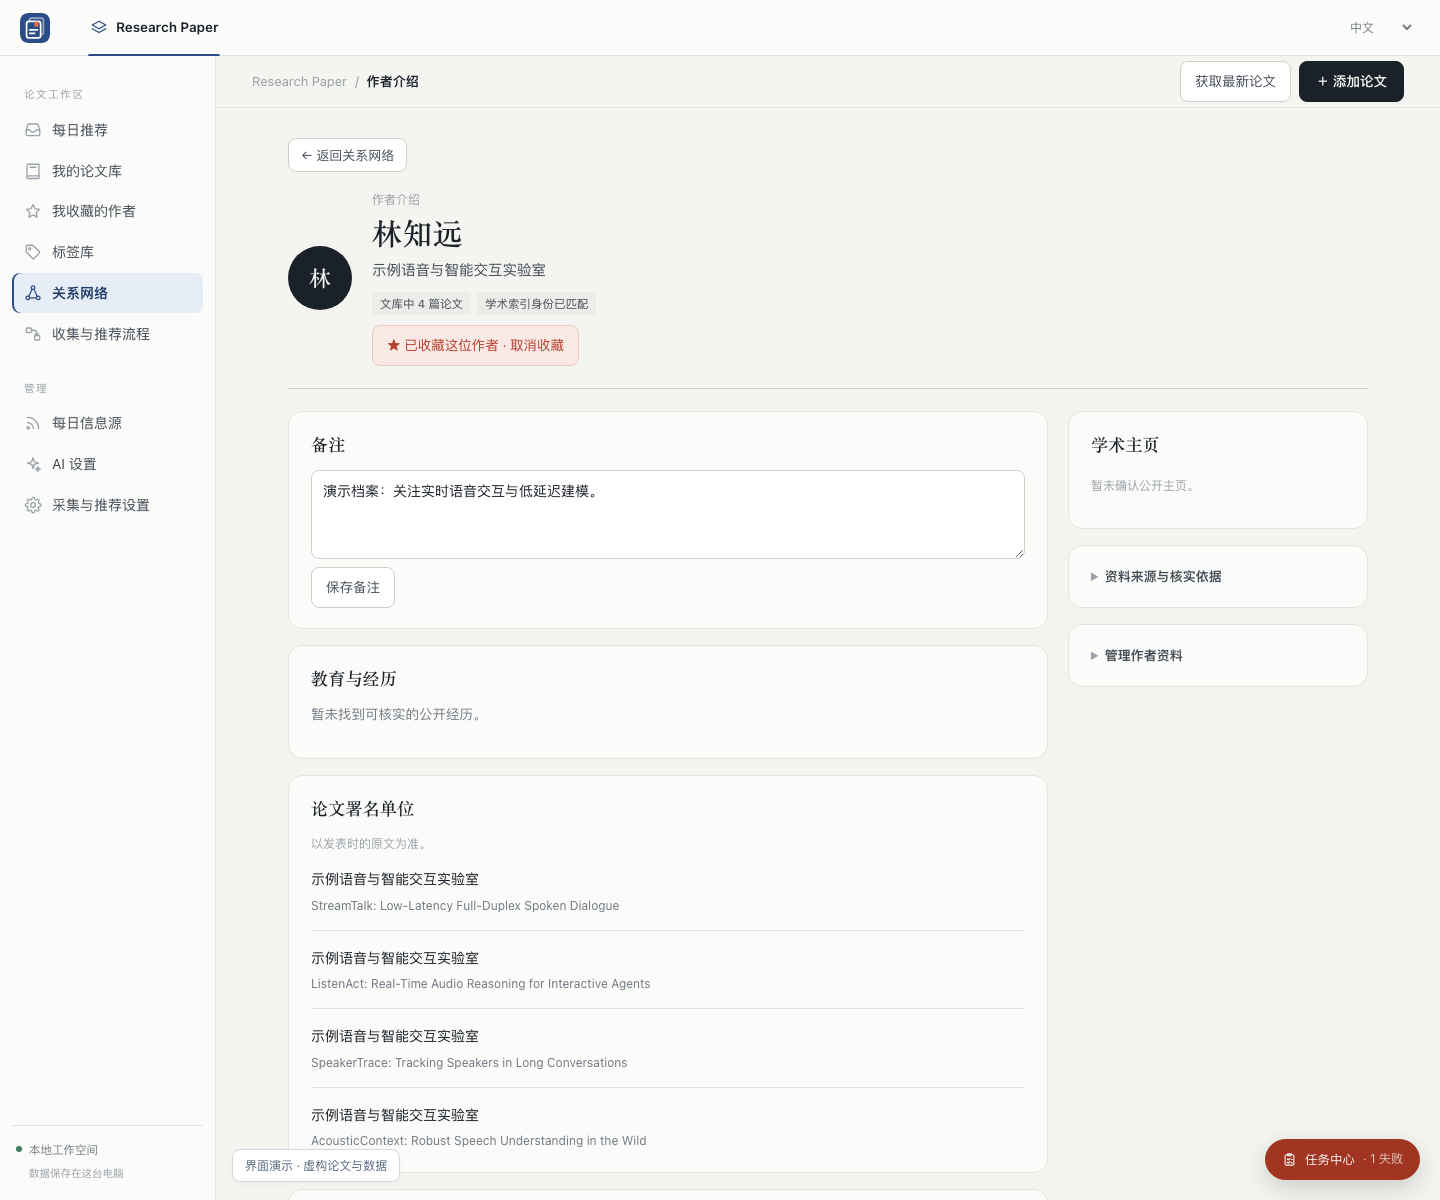 Research Paper
中文
论文工作区
每日推荐
我的论文库
我收藏的作者
标签库
关系网络
收集与推荐流程
管理
每日信息源
AI 设置
采集与推荐设置
本地工作空间
数据保存在这台电脑
Research Paper / 作者介绍
获取最新论文
+ 添加论文
← 返回关系网络
林
作者介绍
林知远
示例语音与智能交互实验室
文库中 4 篇论文
学术索引身份已匹配
★ 已收藏这位作者 · 取消收藏
备注
演示档案：关注实时语音交互与低延迟建模。
保存备注
教育与经历
暂未找到可核实的公开经历。
论文署名单位
以发表时的原文为准。
示例语音与智能交互实验室
StreamTalk: Low-Latency Full-Duplex Spoken Dialogue
示例语音与智能交互实验室
ListenAct: Real-Time Audio Reasoning for Interactive Agents
示例语音与智能交互实验室
SpeakerTrace: Tracking Speakers in Long Conversations
示例语音与智能交互实验室
AcousticContext: Robust Speech Understanding in the Wild
学术主页
暂未确认公开主页。
▶ 资料来源与核实依据
▶ 管理作者资料
界面演示 · 虚构论文与数据
任务中心 · 1 失败